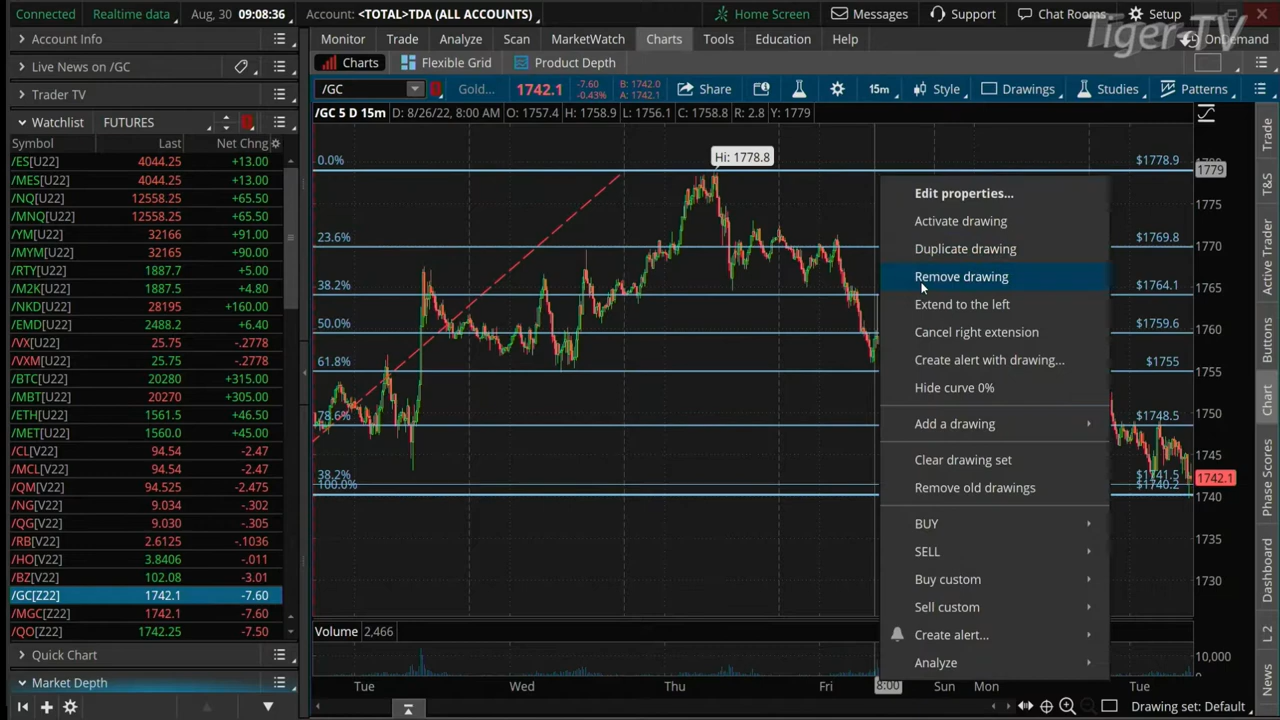 Connected Realtime data Aug, 30 09:08:36 Account: <TOTAL>TDA (ALL ACCOUNTS) Home Screen Messages Support Chat Rooms Setup
Tiger-TV
Account Info
Live News on /GC
Trader TV
Watchlist FUTURES
Symbol Last Net Chng
/ES[U22] 4044.25 +13.00
/MES[U22] 4044.25 +13.00
/NQ[U22] 12558.25 +65.50
/MNQ[U22] 12558.25 +65.50
/YM[U22] 32166 +91.00
/MYM[U22] 32166 +90.00
/RTY[U22] 1887.7 +5.00
/M2K[U22] 1887.5 +4.80
/NKD[U22] 28195 +165.00
/EMD[U22] 2488.2 +6.40
/VX[U22] 25.75 -.2778
/VXM[U22] 25.75 -.2778
/BTC[U22] 20280 +315.00
/MBT[U22] 20270 +305.00
/ETH[U22] 1561.5 +46.50
/MET[U22] 1560.0 +45.00
/CL[V22] 94.54 -2.47
/MCL[V22] 94.54 -2.47
/QM[V22] 94.525 -2.475
/NG[V22] 9.034 -.302
/QG[V22] 9.030 -.305
/RB[V22] 2.6125 -.1036
/HO[V22] 3.8406 -.011
/BZ[V22] 102.08 -3.01
/GC[Z22] 1742.1 -7.60
/MGC[Z22] 1742.1 -7.60
/QO[Z22] 1742.25 -7.50
Quick Chart
Market Depth
Monitor Trade Analyze Scan MarketWatch Charts Tools Education Help OnDemand
Charts Flexible Grid Product Depth
/GC Gold... 1742.1 -7.60 -0.43% B: 1742.0 A: 1742.1 Share 15m Style Drawings Studies Patterns
/GC 5 D 15m D: 8/26/22, 8:00 AM O: 1757.4 H: 1758.9 L: 1756.1 C: 1758.8 R: 2.8 Y: 1779
Hi: 1778.8
0.0% $1778.9
23.6% $1769.8
38.2% $1764.1
50.0% $1759.6
61.8% $1755
78.6% $1748.5
38.2% $1741.5
100.0% $1740.2
1779
1775
1770
1765
1760
1755
1750
1745
1742.1
1740
1735
1730
Edit properties...
Activate drawing
Duplicate drawing
Remove drawing
Extend to the left
Cancel right extension
Create alert with drawing...
Hide curve 0%
Add a drawing
Clear drawing set
Remove old drawings
BUY
SELL
Buy custom
Sell custom
Create alert...
Analyze
Volume 2,466
10,000
Tue Wed Thu Fri 8:00 Sun Mon Tue
Drawing set: Default
Trade
T&S
Active Trader
Buttons
Chart
Phase Scores
Dashboard
L 2
News